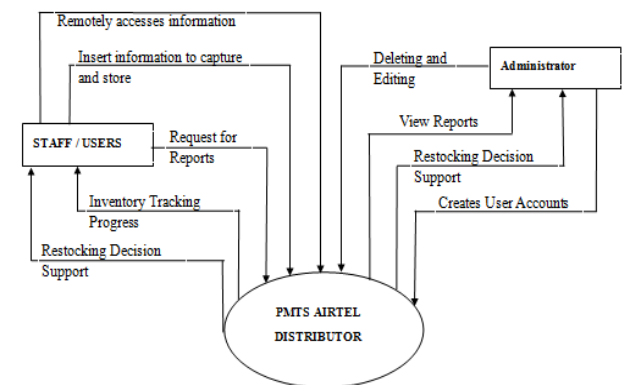 Remotely accesses information
Insert information to capture
and store
Deleting and
Editing
Administrator
STAFF / USERS
Request for
Reports
View Reports
Restocking Decision
Support
Inventory Tracking
Progress
Creates User Accounts
Restocking Decision
Support
PMTS AIRTEL
DISTRIBUTOR